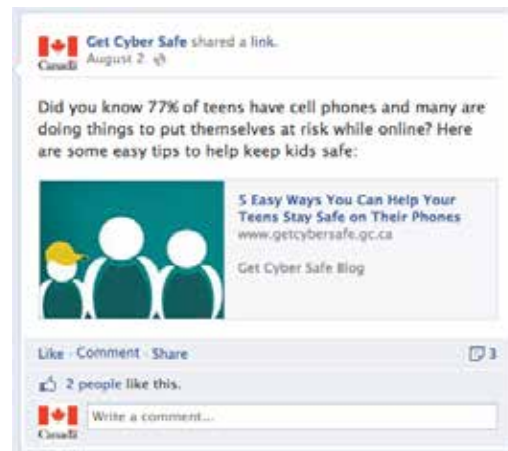 Get Cyber Safe shared a link.
Canada
August 2
Did you know 77% of teens have cell phones and many are
doing things to put themselves at risk while online? Here
are some easy tips to help keep kids safe:
5 Easy Ways You Can Help Your
Teens Stay Safe on Their Phones
www.getcybersafe.gc.ca
Get Cyber Safe Blog
Like · Comment · Share
3
2 people like this.
Write a comment...
Canada